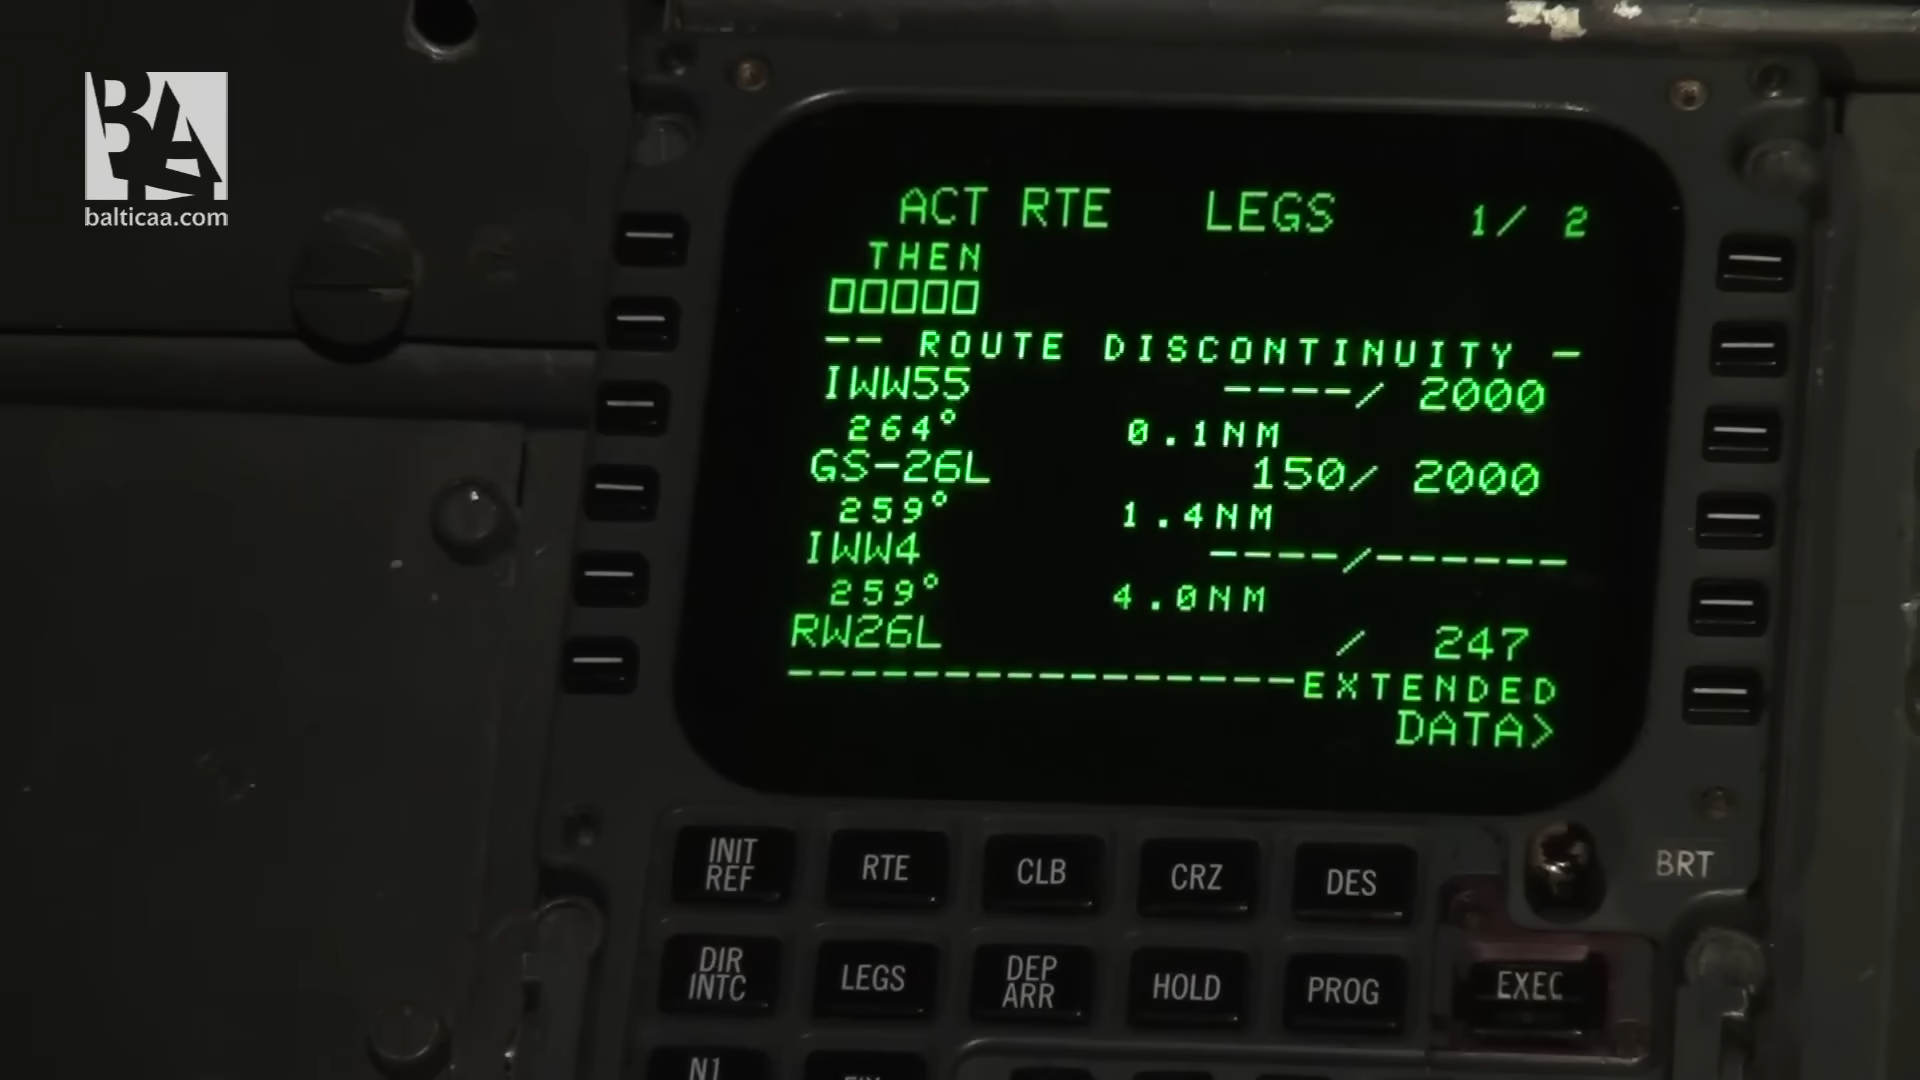 BA
balticaa.com
ACT RTE LEGS 1/ 2
THEN
□□□□□
-- ROUTE DISCONTINUITY -
IWW55 ----/ 2000
264° 0.1NM
GS-26L 150/ 2000
259° 1.4NM
IWW4 ----/------
259° 4.0NM
RW26L / 247
----------------EXTENDED
DATA>
INIT REF
RTE
CLB
CRZ
DES
BRT
DIR INTC
LEGS
DEP ARR
HOLD
PROG
EXEC
N1